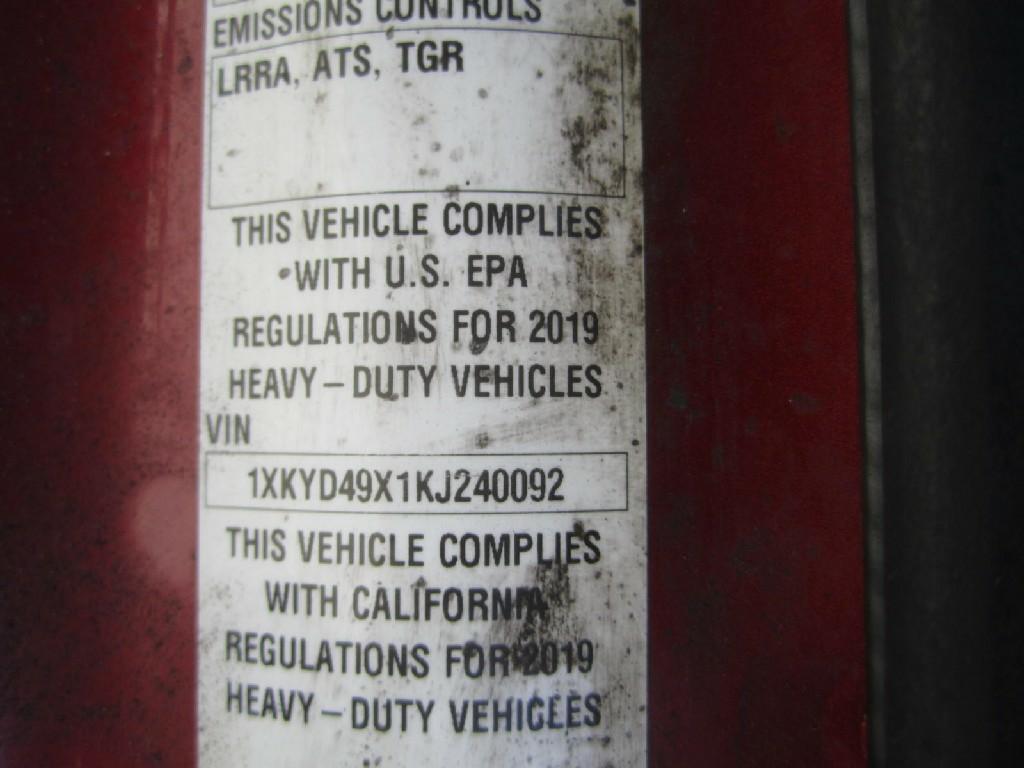 EMISSIONS CONTROLS
LRRA, ATS, TGR
THIS VEHICLE COMPLIES
WITH U.S. EPA
REGULATIONS FOR 2019
HEAVY – DUTY VEHICLES
VIN
1XKYD49X1KJ240092
THIS VEHICLE COMPLIES
WITH CALIFORNIA
REGULATIONS FOR 2019
HEAVY – DUTY VEHICLES